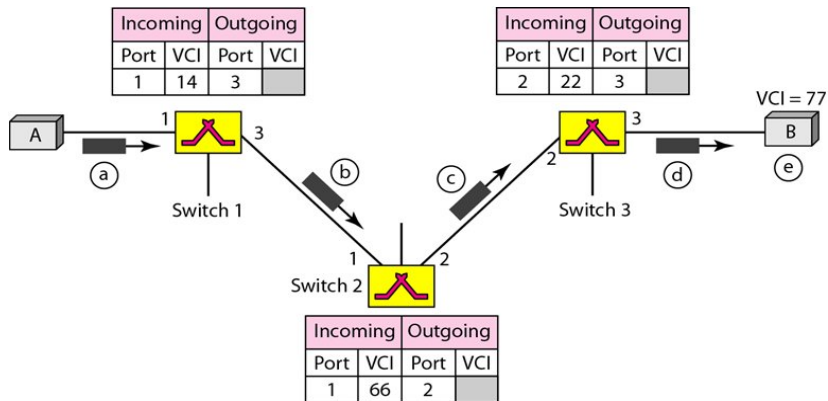 Incoming Outgoing
Port VCI Port VCI
1 14 3
Incoming Outgoing
Port VCI Port VCI
2 22 3
VCI = 77
A
1
3
a
Switch 1
b
c
3
2
Switch 3
d
B
e
1
2
Switch 2
Incoming Outgoing
Port VCI Port VCI
1 66 2